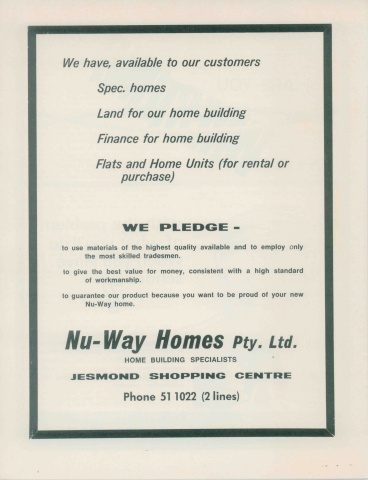 We have, available to our customers
Spec. homes
Land for our home building
Finance for home building
Flats and Home Units (for rental or
purchase)
WE PLEDGE -
to use materials of the highest quality available and to employ only
the most skilled tradesmen.
to give the best value for money, consistent with a high standard
of workmanship.
to guarantee our product because you want to be proud of your new
Nu-Way home.
Nu-Way Homes Pty. Ltd.
HOME BUILDING SPECIALISTS
JESMOND SHOPPING CENTRE
Phone 51 1022 (2 lines)